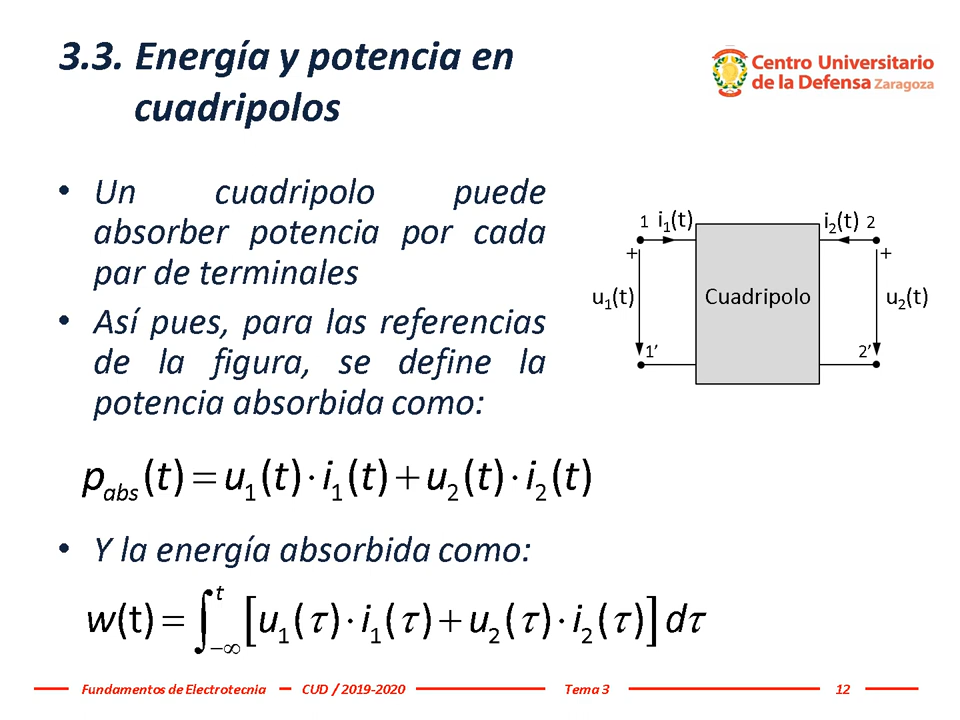 3.3. Energía y potencia en
cuadripolos
Centro Universitario
de la Defensa Zaragoza
• Un cuadripolo puede
absorber potencia por cada
par de terminales
• Así pues, para las referencias
de la figura, se define la
potencia absorbida como:
1 i₁(t) i₂(t) 2
+ +
u₁(t) Cuadripolo u₂(t)
1’ 2’
p_abs(t) = u₁(t)·i₁(t) + u₂(t)·i₂(t)
• Y la energía absorbida como:
w(t) = ∫_{−∞}^{t} [u₁(τ)·i₁(τ) + u₂(τ)·i₂(τ)] dτ
Fundamentos de Electrotecnia CUD / 2019-2020 Tema 3 12